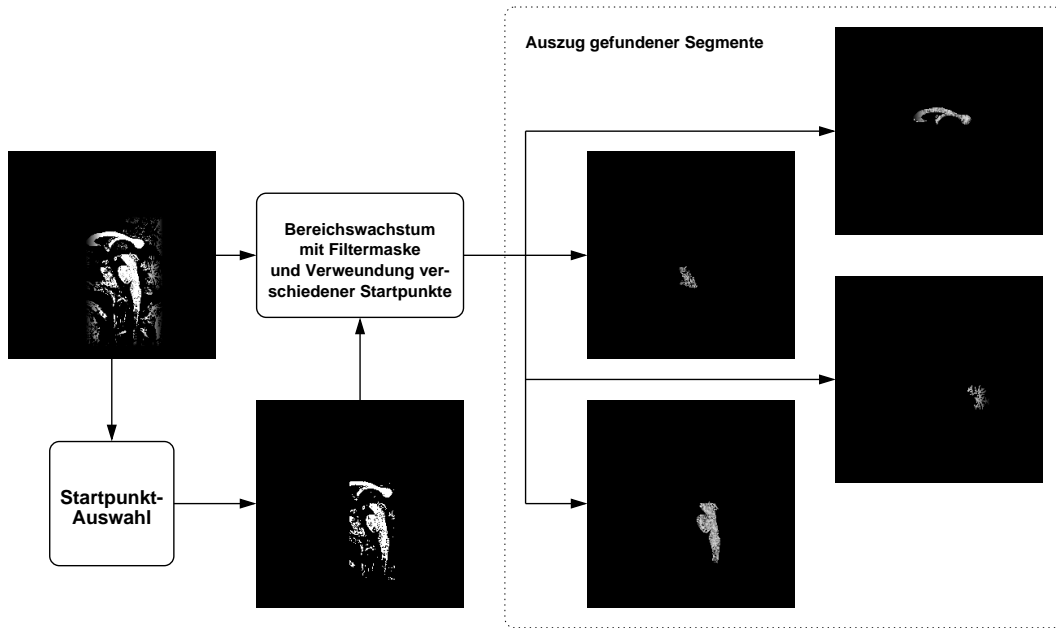 Auszug gefundener Segmente
Bereichswachstum
mit Filtermaske
und Verweundung ver-
schiedener Startpunkte
Startpunkt-
Auswahl